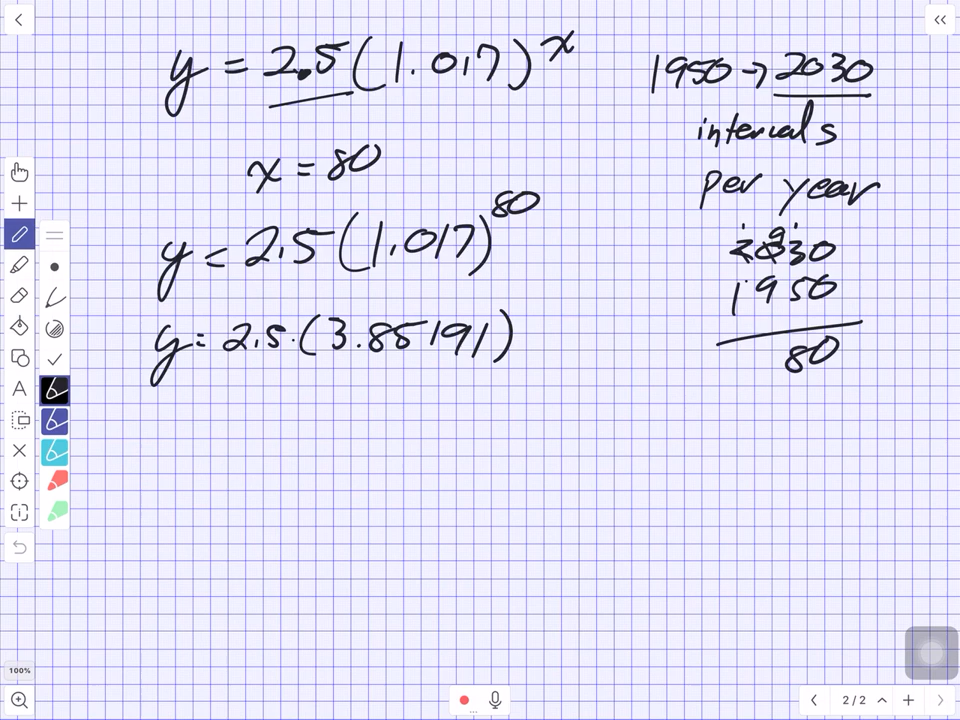 y = 2.5(1.017)^x
x = 80
y = 2.5(1.017)^80
y = 2.5·(3.85191)
1950 → 2030
intervals
per year
2030
1950
80
A
100%
2/2